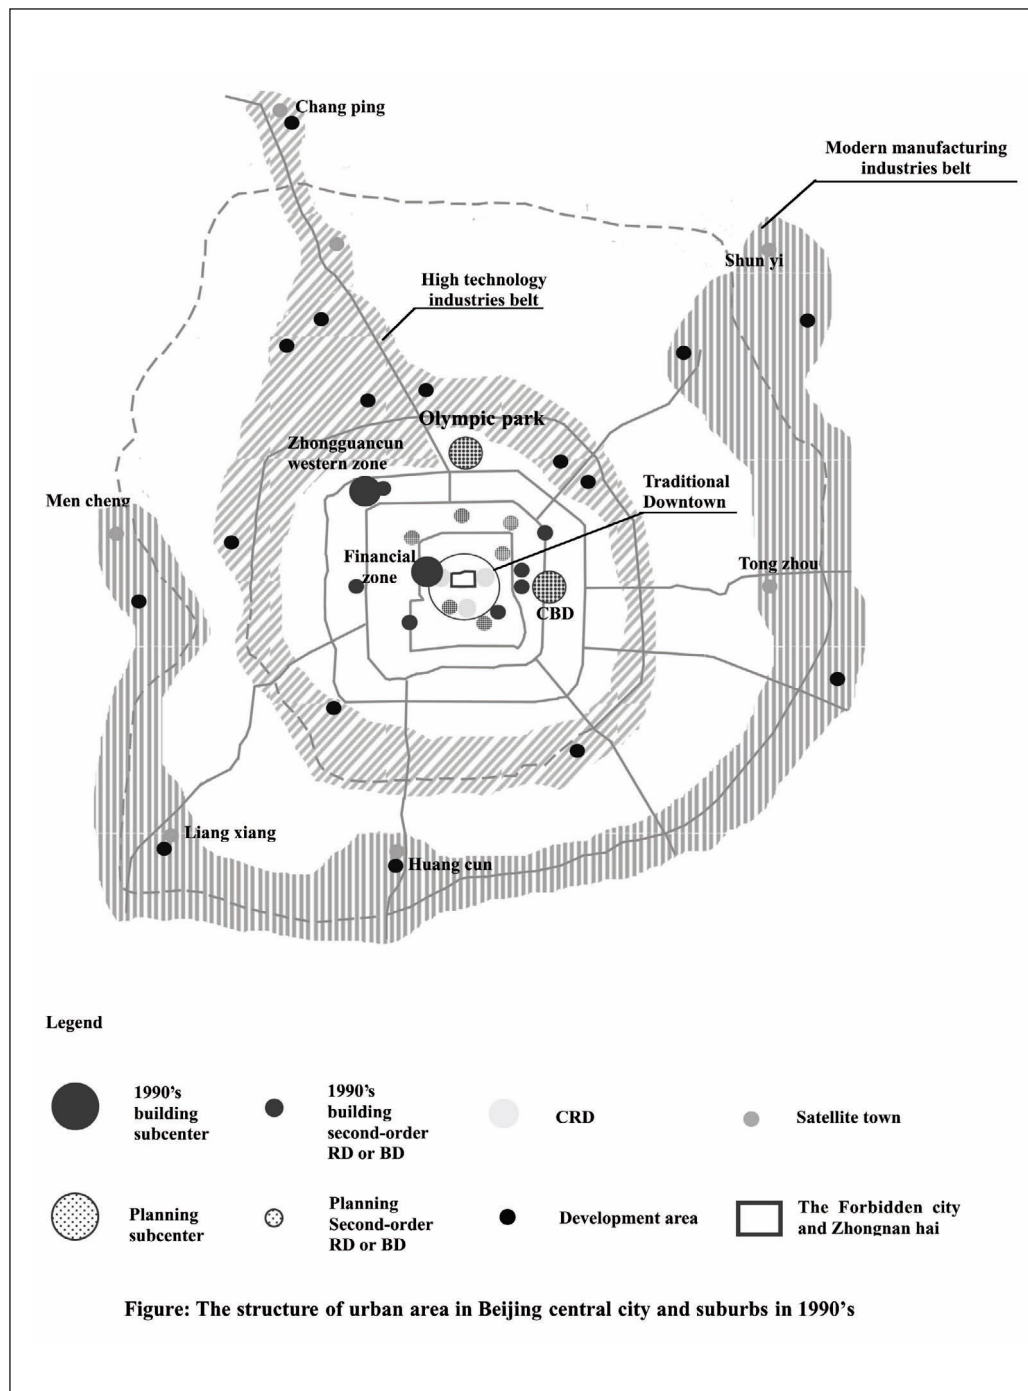 Chang ping
Modern manufacturing
industries belt
Shun yi
High technology
industries belt
Olympic park
Zhongguancun
western zone
Traditional
Downtown
Men cheng
Financial
zone
Tong zhou
CBD
Liang xiang
Huang cun
Legend
1990's
building
subcenter
1990's
building
second-order
RD or BD
CRD
Satellite town
Planning
subcenter
Planning
Second-order
RD or BD
Development area
The Forbidden city
and Zhongnan hai
Figure: The structure of urban area in Beijing central city and suburbs in 1990's